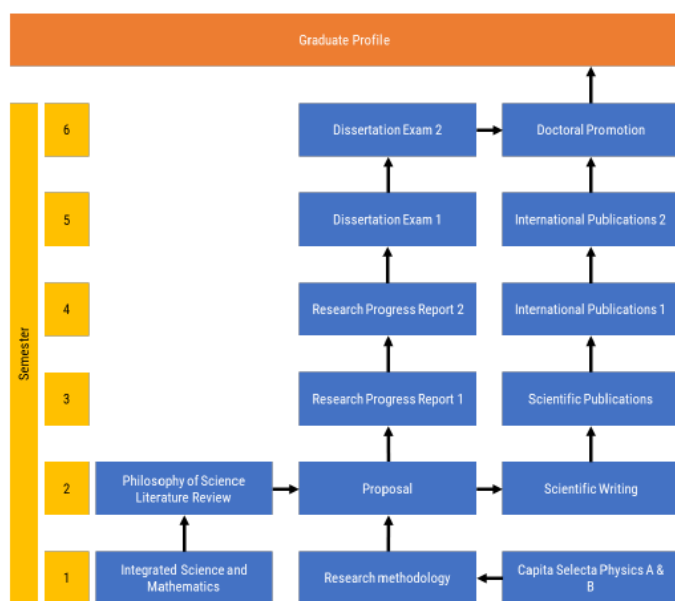 Graduate Profile
Semester
6
Dissertation Exam 2
Doctoral Promotion
5
Dissertation Exam 1
International Publications 2
4
Research Progress Report 2
International Publications 1
3
Research Progress Report 1
Scientific Publications
2
Philosophy of Science
Literature Review
Proposal
Scientific Writing
1
Integrated Science and
Mathematics
Research methodology
Capita Selecta Physics A &
B